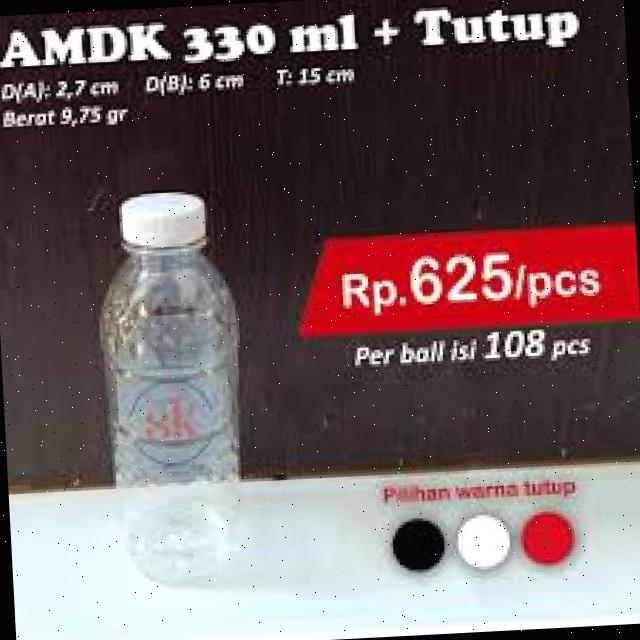 AMDK 330 ml + Tutup
D(A): 2,7 cm D(B): 6 cm T: 15 cm
Berat 9,75 gr
Rp.625/pcs
Per ball isi 108 pcs
Pilihan warna tutup